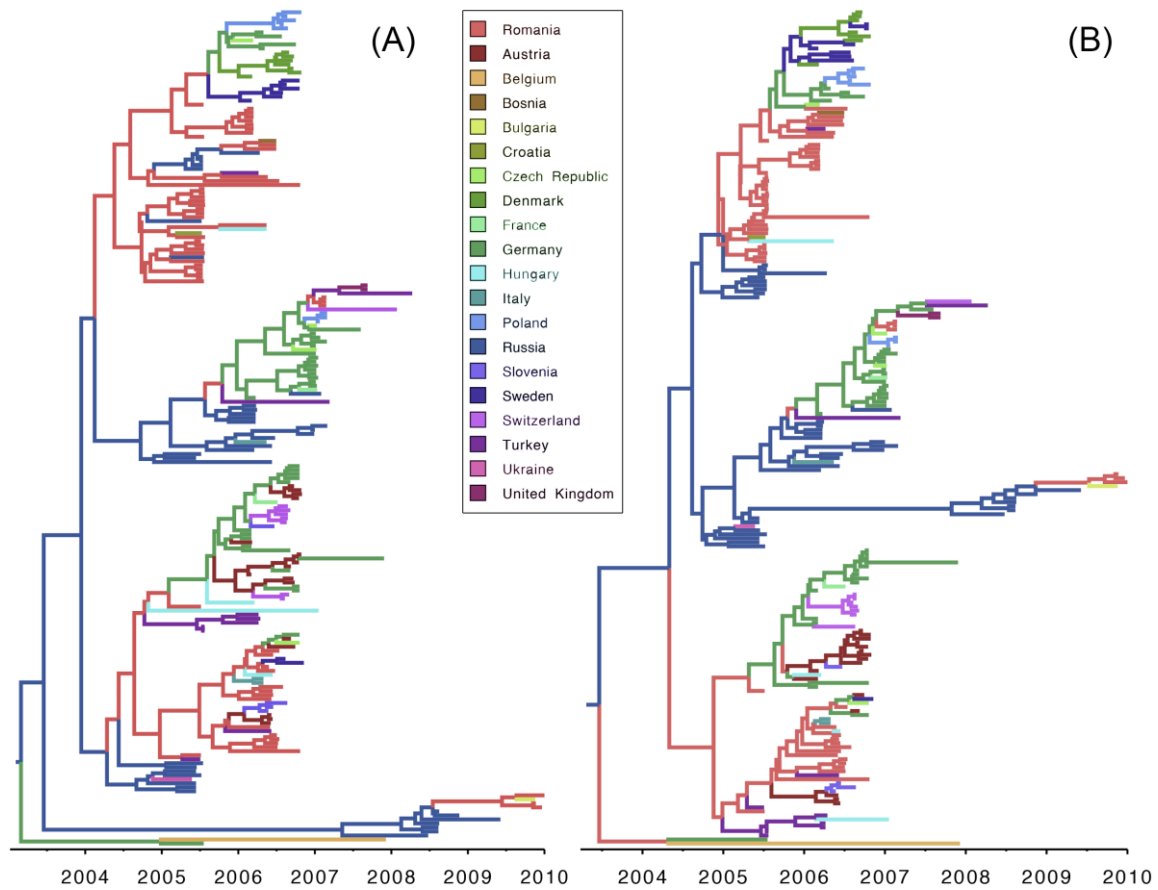 (A)
(B)
Romania
Austria
Belgium
Bosnia
Bulgaria
Croatia
Czech Republic
Denmark
France
Germany
Hungary
Italy
Poland
Russia
Slovenia
Sweden
Switzerland
Turkey
Ukraine
United Kingdom
2004 2005 2006 2007 2008 2009 2010
2004 2005 2006 2007 2008 2009 2010